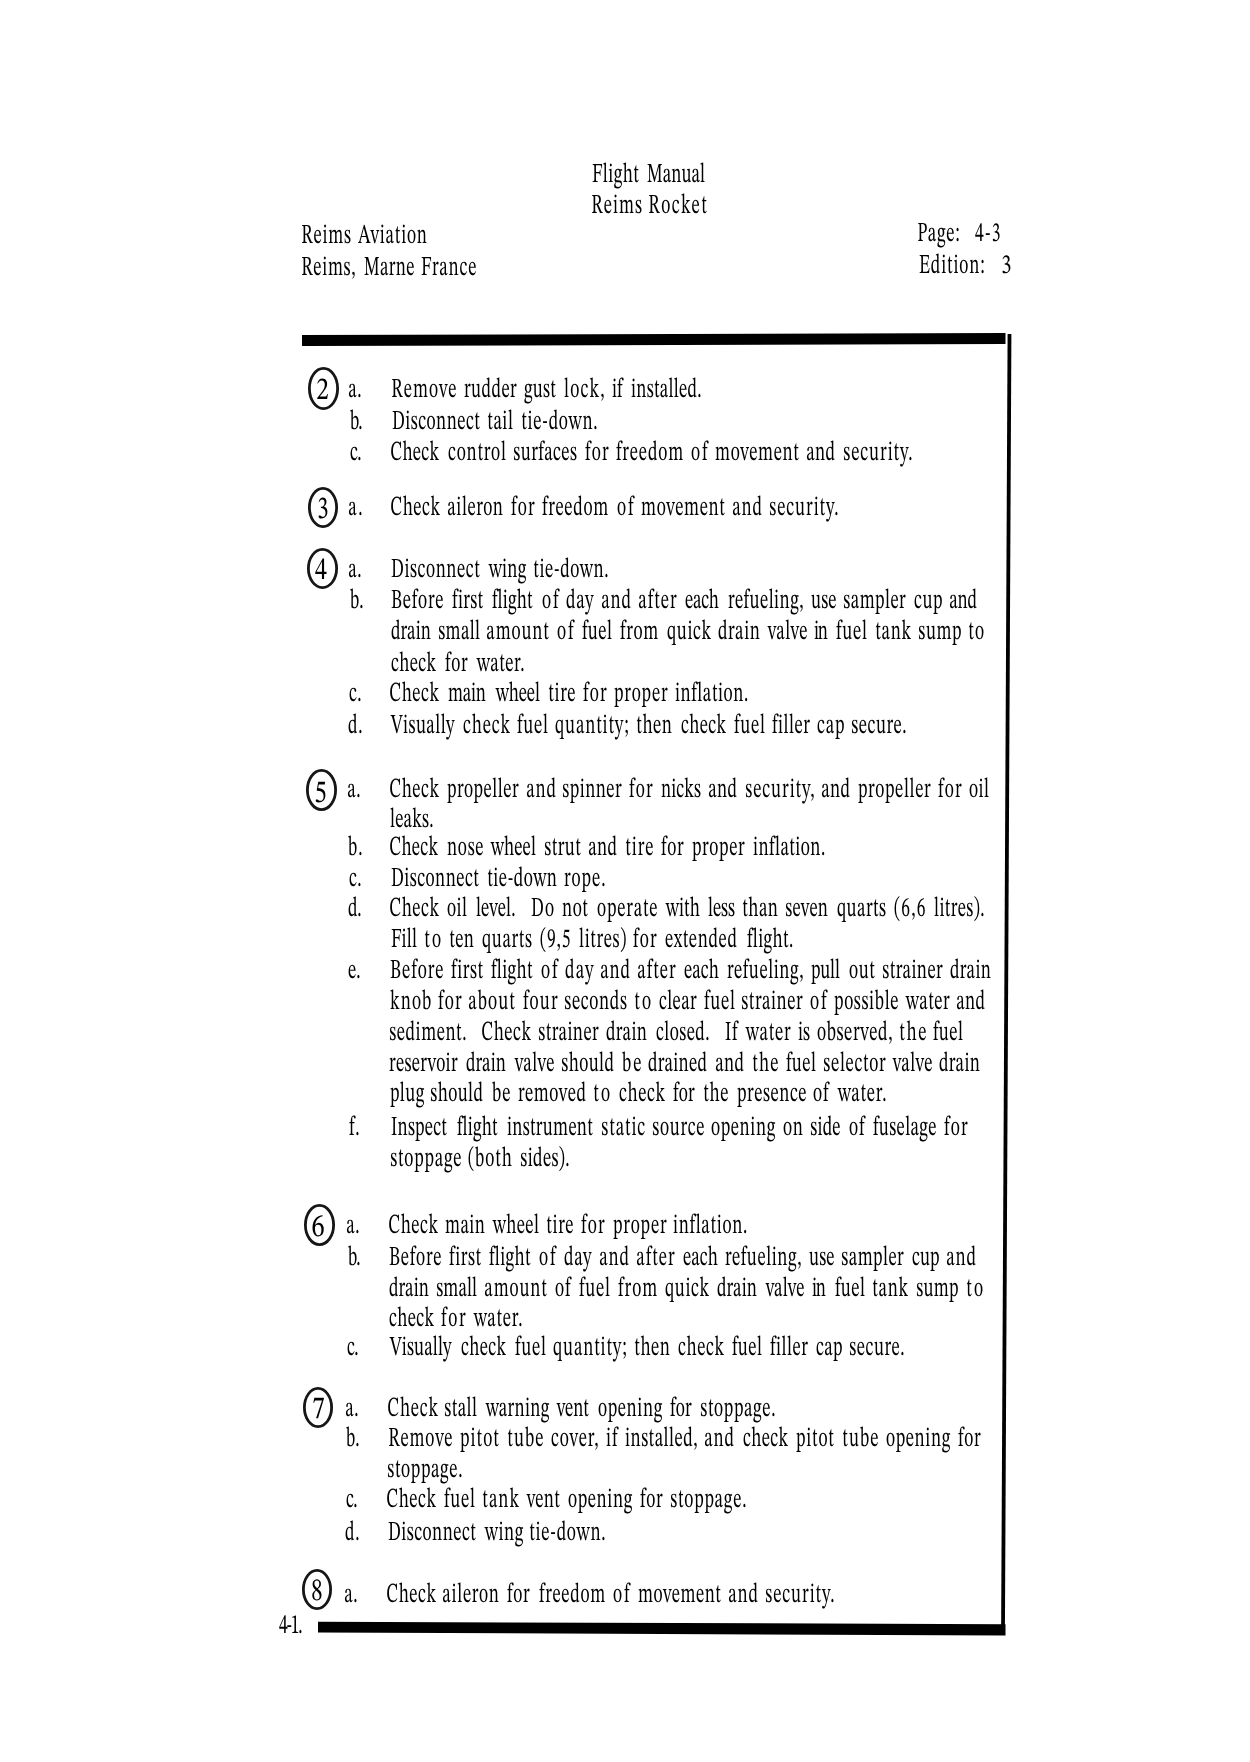 Flight Manual
Reims Rocket
Reims Aviation
Page: 4-3
Reims, Marne France
Edition: 3
2 a. Remove rudder gust lock, if installed.
b. Disconnect tail tie-down.
c. Check control surfaces for freedom of movement and security.
3 a. Check aileron for freedom of movement and security.
4 a. Disconnect wing tie-down.
b. Before first flight of day and after each refueling, use sampler cup and
drain small amount of fuel from quick drain valve in fuel tank sump to
check for water.
c. Check main wheel tire for proper inflation.
d. Visually check fuel quantity; then check fuel filler cap secure.
5 a. Check propeller and spinner for nicks and security, and propeller for oil
leaks.
b. Check nose wheel strut and tire for proper inflation.
c. Disconnect tie-down rope.
d. Check oil level. Do not operate with less than seven quarts (6,6 litres).
Fill to ten quarts (9,5 litres) for extended flight.
e. Before first flight of day and after each refueling, pull out strainer drain
knob for about four seconds to clear fuel strainer of possible water and
sediment. Check strainer drain closed. If water is observed, the fuel
reservoir drain valve should be drained and the fuel selector valve drain
plug should be removed to check for the presence of water.
f. Inspect flight instrument static source opening on side of fuselage for
stoppage (both sides).
6 a. Check main wheel tire for proper inflation.
b. Before first flight of day and after each refueling, use sampler cup and
drain small amount of fuel from quick drain valve in fuel tank sump to
check for water.
c. Visually check fuel quantity; then check fuel filler cap secure.
7 a. Check stall warning vent opening for stoppage.
b. Remove pitot tube cover, if installed, and check pitot tube opening for
stoppage.
c. Check fuel tank vent opening for stoppage.
d. Disconnect wing tie-down.
8 a. Check aileron for freedom of movement and security.
4-1.